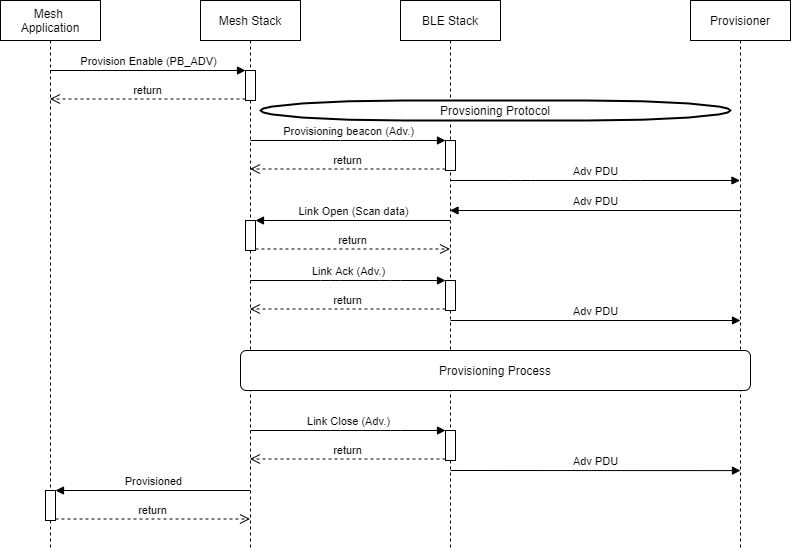 Mesh
Application
Mesh Stack
BLE Stack
Provisioner
Provision Enable (PB_ADV)
return
Provsioning Protocol
Provisioning beacon (Adv.)
return
Adv PDU
Adv PDU
Link Open (Scan data)
return
Link Ack (Adv.)
return
Adv PDU
Provisioning Process
Link Close (Adv.)
return
Adv PDU
Provisioned
return